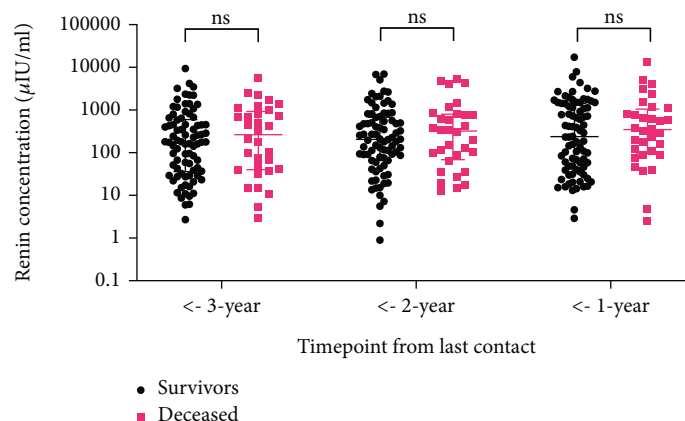 ns ns ns
Renin concentration (μIU/ml)
100000
10000
1000
100
10
1
0.1
<- 3-year <- 2-year <- 1-year
Timepoint from last contact
Survivors
Deceased